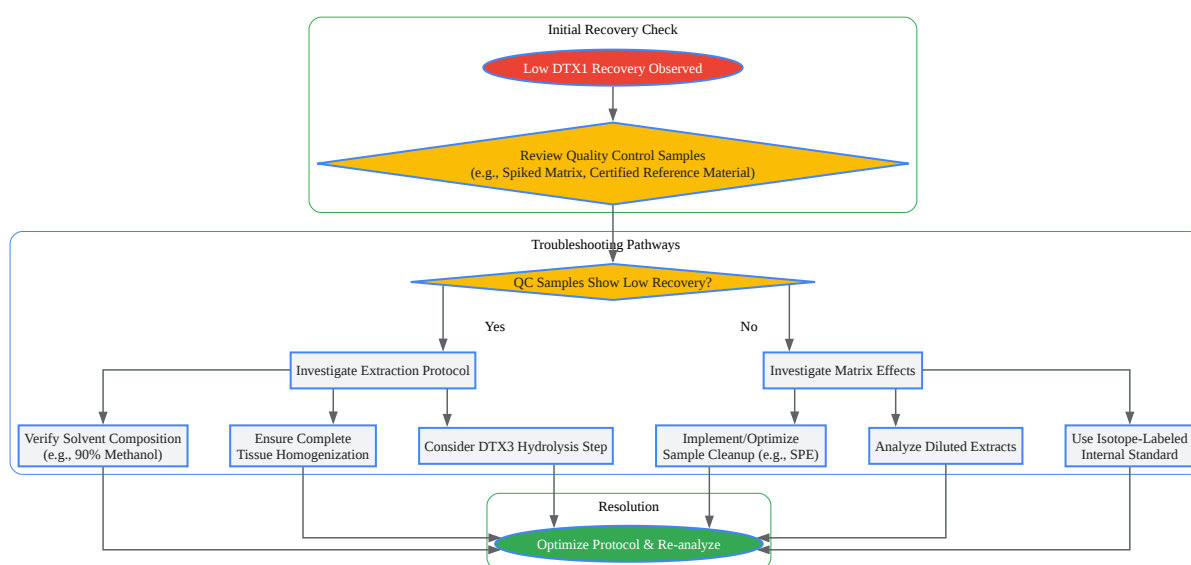 Initial Recovery Check
Low DTX1 Recovery Observed
Review Quality Control Samples
(e.g., Spiked Matrix, Certified Reference Material)
Troubleshooting Pathways
QC Samples Show Low Recovery?
Yes
No
Investigate Extraction Protocol
Investigate Matrix Effects
Verify Solvent Composition
(e.g., 90% Methanol)
Ensure Complete
Tissue Homogenization
Consider DTX3 Hydrolysis Step
Implement/Optimize
Sample Cleanup (e.g., SPE)
Analyze Diluted Extracts
Use Isotope-Labeled
Internal Standard
Resolution
Optimize Protocol & Re-analyze